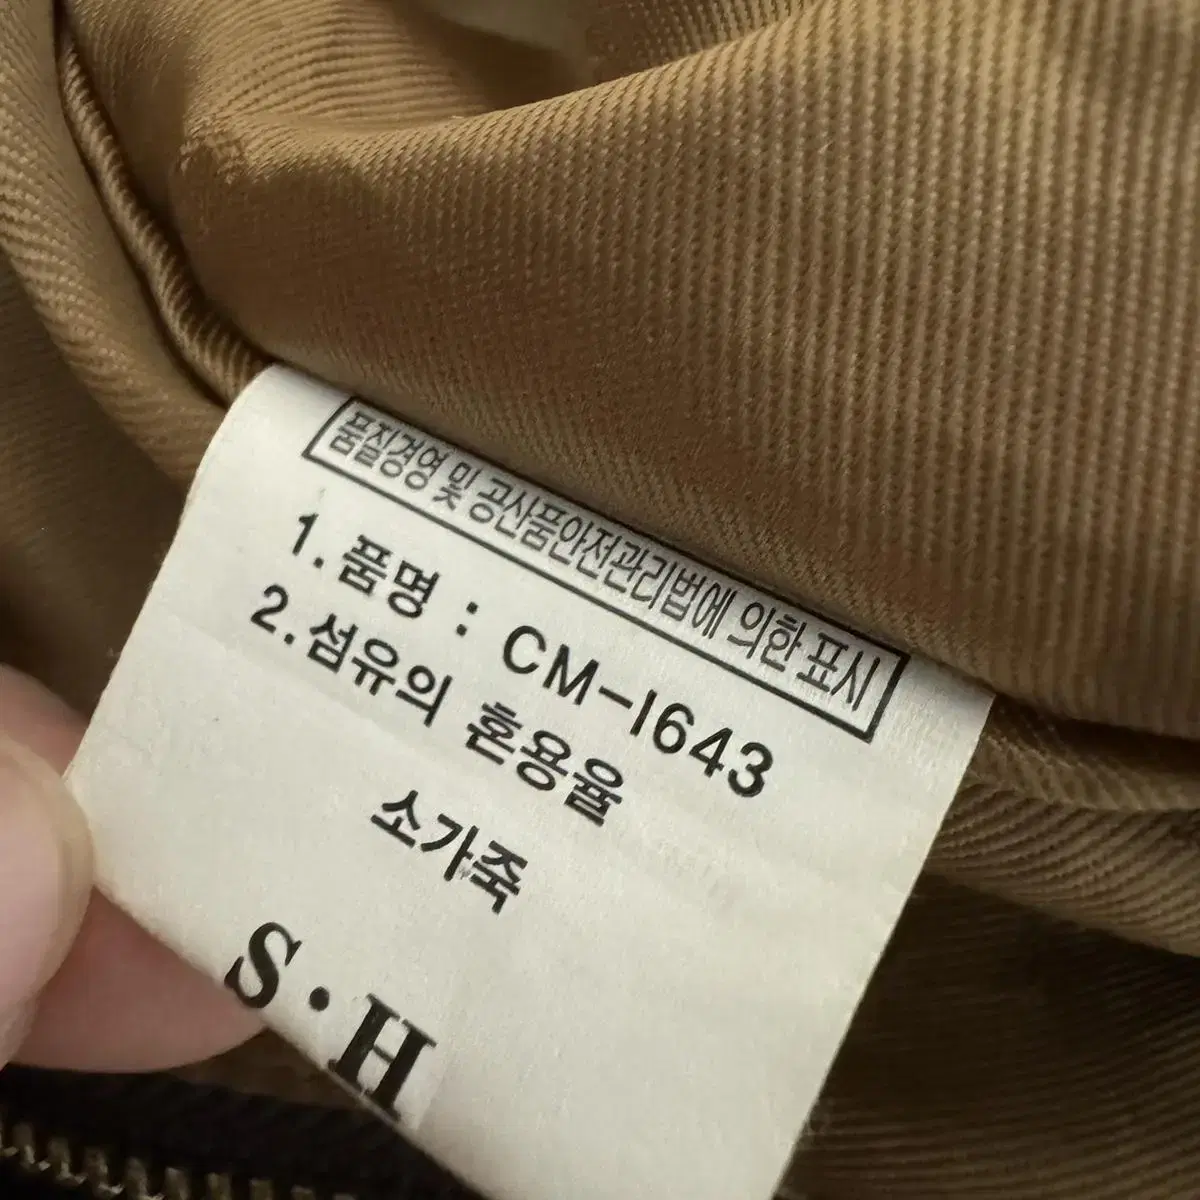 품질경영 및 공산품안전관리법에 의한 표시
1. 품명 : CM-1643
2. 섬유의 혼용율
소가죽
S·H